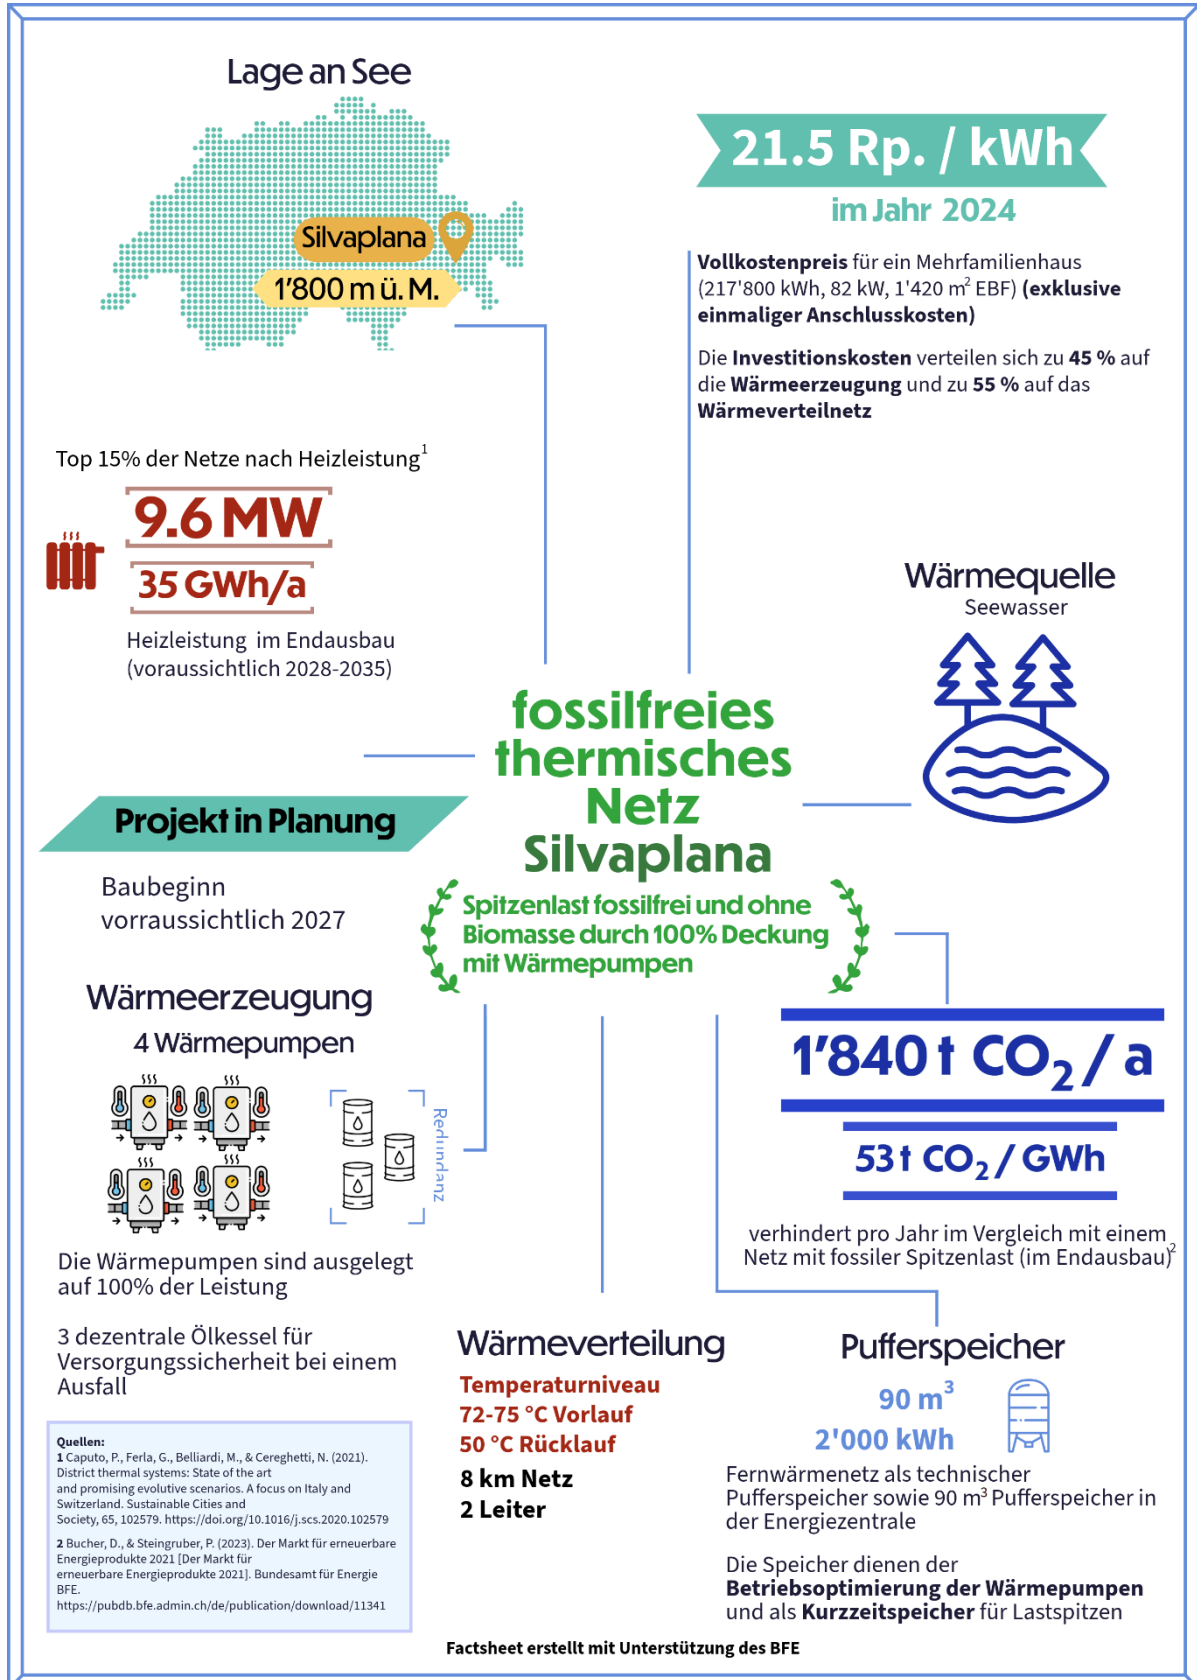 Lage an See
Silvaplana
1'800 m ü. M.
21.5 Rp. / kWh
im Jahr 2024
Vollkostenpreis für ein Mehrfamilienhaus
(217'800 kWh, 82 kW, 1'420 m² EBF) (exklusive
einmaliger Anschlusskosten)
Die Investitionskosten verteilen sich zu 45 % auf
die Wärmeerzeugung und zu 55 % auf das
Wärmeverteilnetz
Top 15% der Netze nach Heizleistung¹
9.6 MW
35 GWh/a
Heizleistung im Endausbau
(voraussichtlich 2028-2035)
Wärmequelle
Seewasser
fossilfreies
thermisches
Netz
Silvaplana
Spitzenlast fossilfrei und ohne
Biomasse durch 100% Deckung
mit Wärmepumpen
Projekt in Planung
Baubeginn
vorraussichtlich 2027
Wärmeerzeugung
4 Wärmepumpen
Redundanz
Die Wärmepumpen sind ausgelegt
auf 100% der Leistung
3 dezentrale Ölkessel für
Versorgungssicherheit bei einem
Ausfall
1'840 t CO₂ / a
53 t CO₂ / GWh
verhindert pro Jahr im Vergleich mit einem
Netz mit fossiler Spitzenlast (im Endausbau)²
Wärmeverteilung
Temperaturniveau
72-75 °C Vorlauf
50 °C Rücklauf
8 km Netz
2 Leiter
Pufferspeicher
90 m³
2'000 kWh
Fernwärmenetz als technischer
Pufferspeicher sowie 90 m³ Pufferspeicher in
der Energiezentrale
Die Speicher dienen der
Betriebsoptimierung der Wärmepumpen
und als Kurzzeitspeicher für Lastspitzen
Quellen:
1 Caputo, P., Ferla, G., Belliardi, M., & Cereghetti, N. (2021).
District thermal systems: State of the art
and promising evolutive scenarios. A focus on Italy and
Switzerland. Sustainable Cities and
Society, 65, 102579. https://doi.org/10.1016/j.scs.2020.102579
2 Bucher, D., & Steingruber, P. (2023). Der Markt für erneuerbare
Energieprodukte 2021 [Der Markt für
erneuerbare Energieprodukte 2021]. Bundesamt für Energie
BFE.
https://pubdb.bfe.admin.ch/de/publication/download/11341
Factsheet erstellt mit Unterstützung des BFE